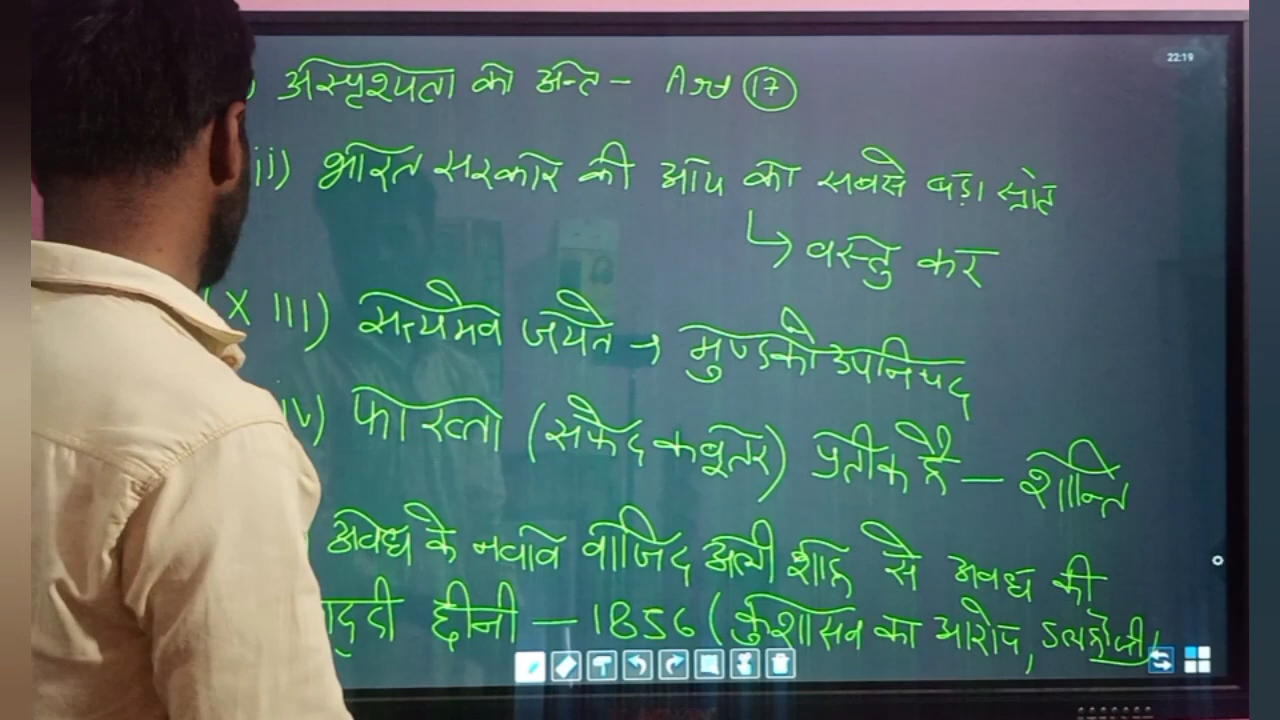 22:19
) अस्पृश्यता का अन्त – Art 17
ii) भारत सरकार की आय का सबसे बड़ा स्रोत
↳ वस्तु कर
X III) सत्यमेव जयते → मुण्डकोउपनिषद
iv) फाख्ता (सफेद कबूतर) प्रतीक है – शान्ति
अवध के नवाब वाजिद अली शाह से अवध की
गद्दी छीनी – 1856 (कुशासन का आरोप, डलहौजी)